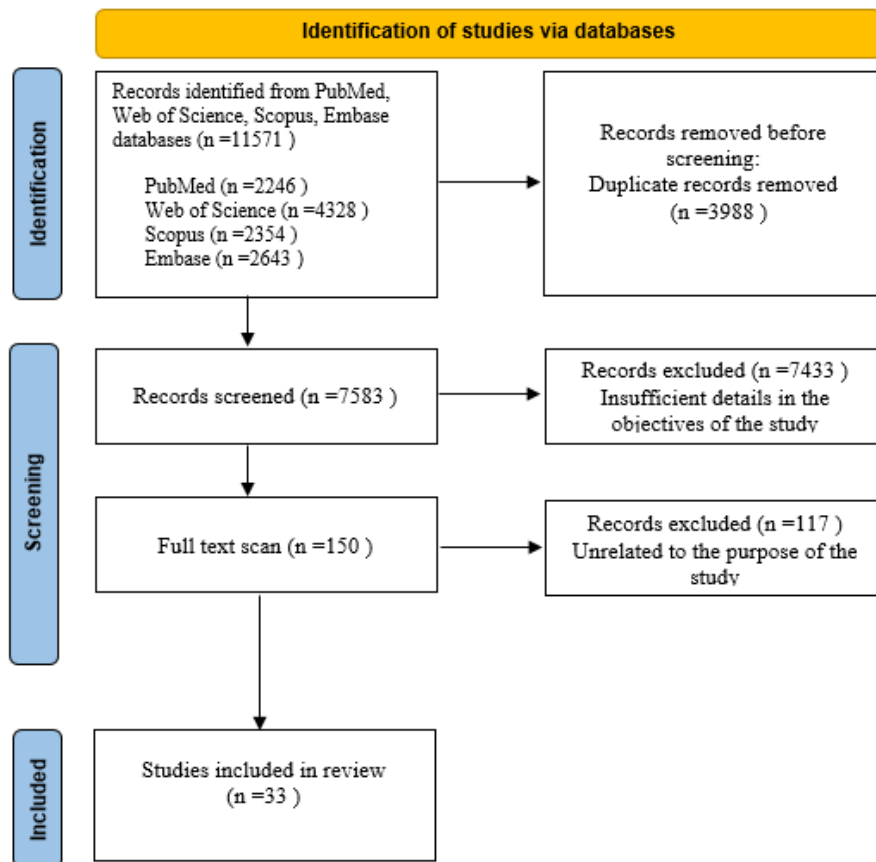 Identification of studies via databases
Identification
Records identified from PubMed,
Web of Science, Scopus, Embase
databases (n =11571 )
PubMed (n =2246 )
Web of Science (n =4328 )
Scopus (n =2354 )
Embase (n =2643 )
Records removed before
screening:
Duplicate records removed
(n =3988 )
Screening
Records screened (n =7583 )
Records excluded (n =7433 )
Insufficient details in the
objectives of the study
Full text scan (n =150 )
Records excluded (n =117 )
Unrelated to the purpose of the
study
Included
Studies included in review
(n =33 )